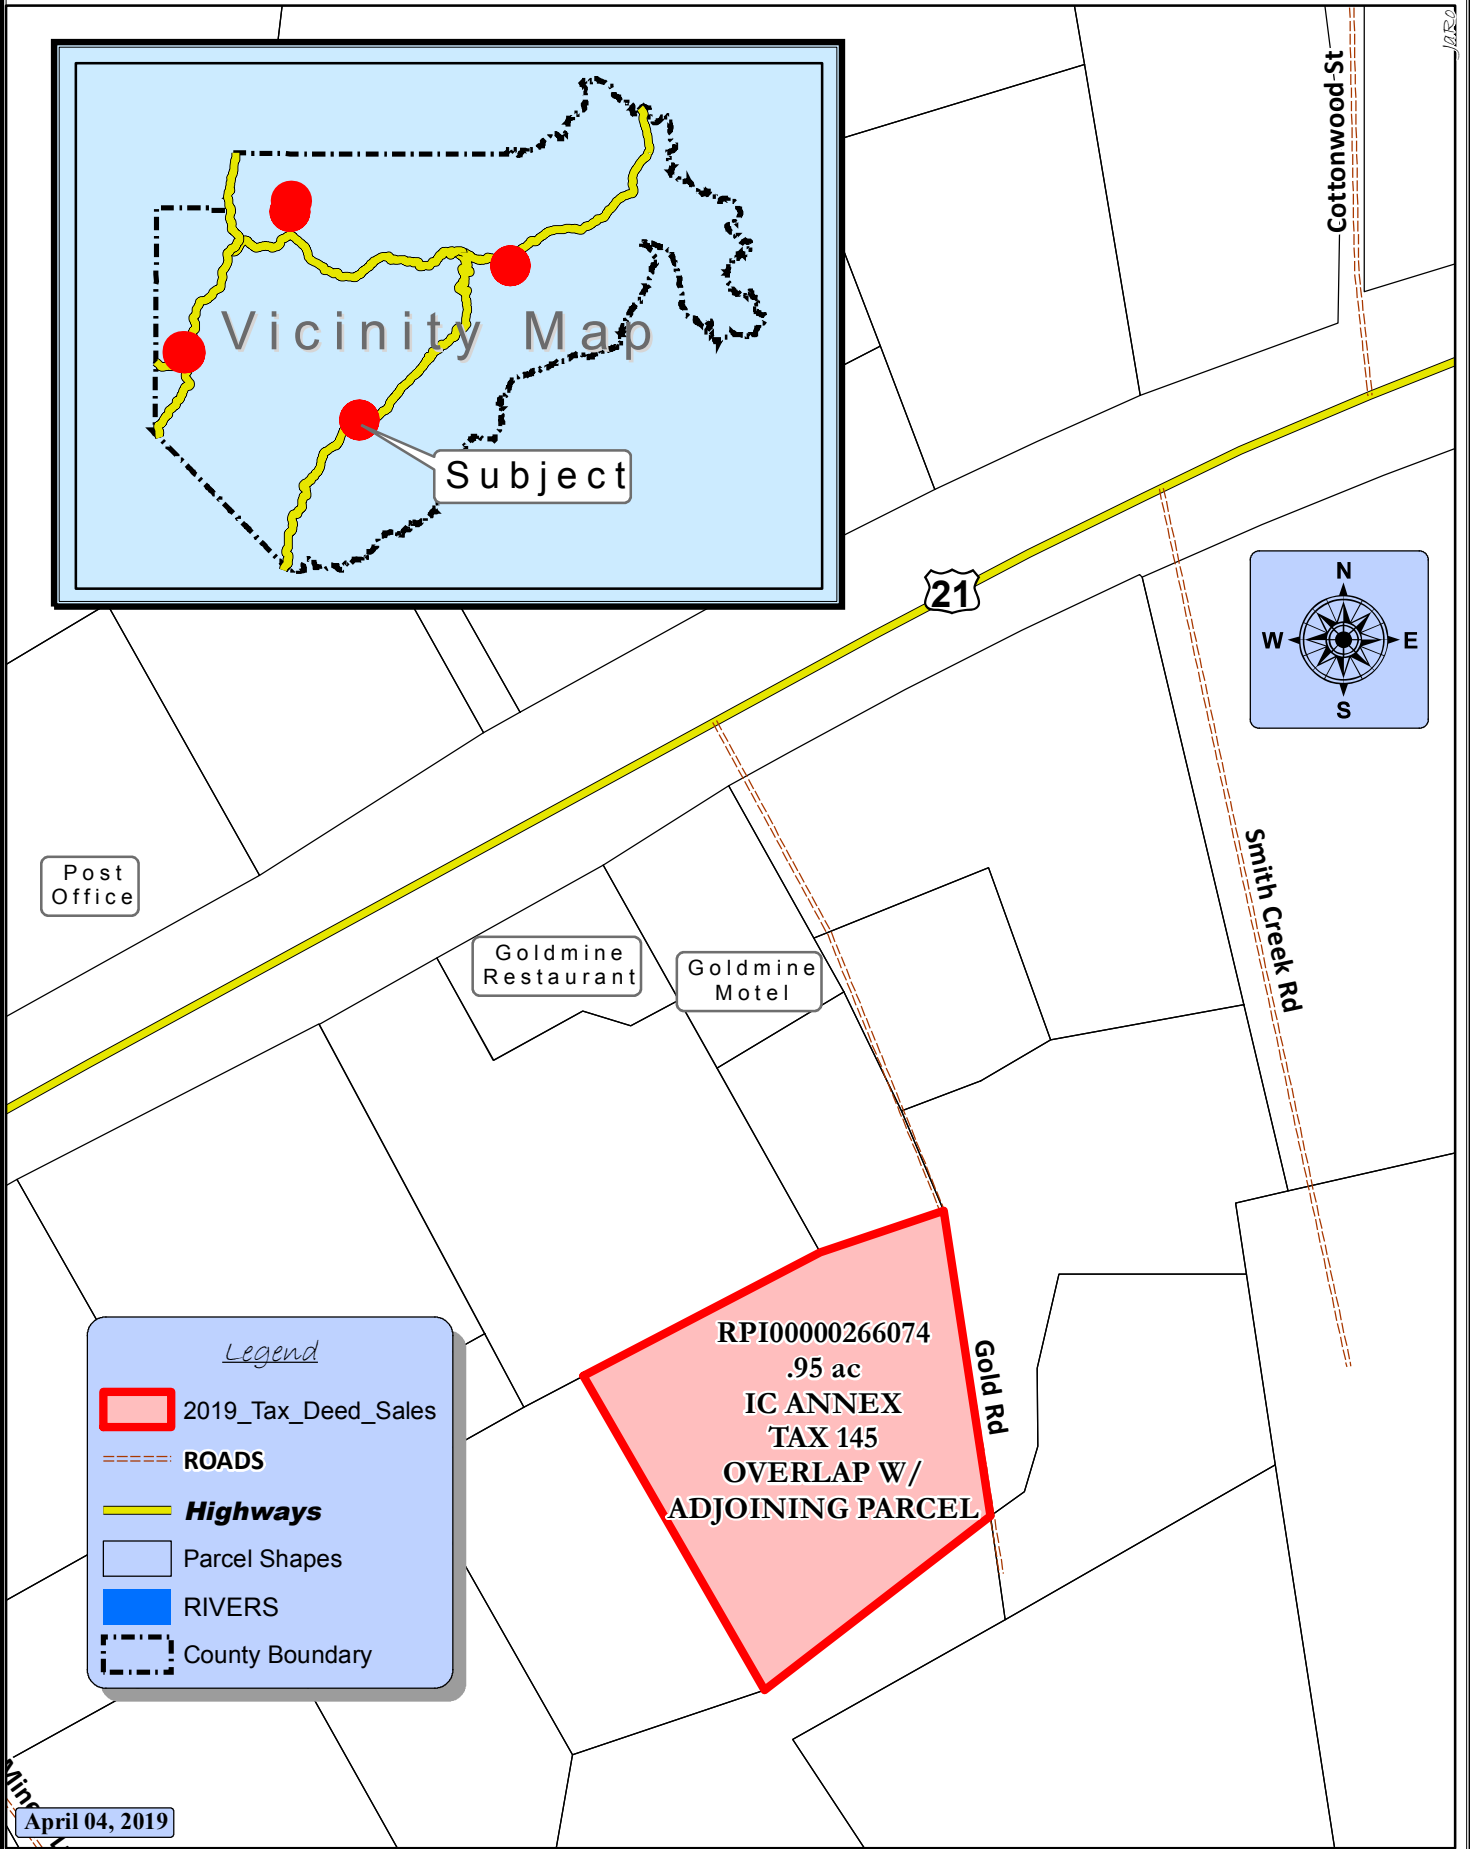 JaRo
Cottonwood St
Vicinity Map
Subject
21
N
W
E
S
Post
Office
Goldmine
Restaurant
Goldmine
Motel
Smith Creek Rd
Gold Rd
RPI00000266074
.95 ac
IC ANNEX
TAX 145
OVERLAP W/
ADJOINING PARCEL
Legend
2019_Tax_Deed_Sales
ROADS
Highways
Parcel Shapes
RIVERS
County Boundary
April 04, 2019